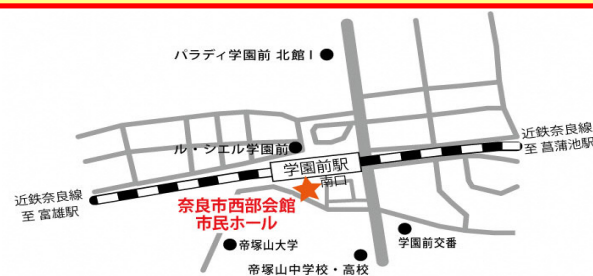 パラディ学園前 北館Ⅰ
ル・シエル学園前
学園前駅
南口
近鉄奈良線
至 菖蒲池駅
近鉄奈良線
至 富雄駅
奈良市西部会館
市民ホール
帝塚山大学
学園前交番
帝塚山中学校・高校